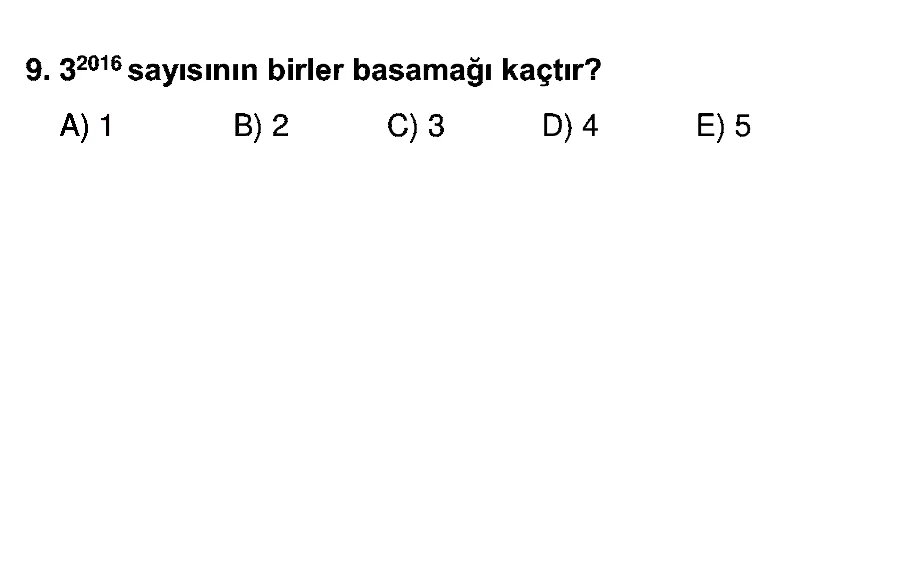 9. 3²⁰¹⁶ sayısının birler basamağı kaçtır?
A) 1 B) 2 C) 3 D) 4 E) 5